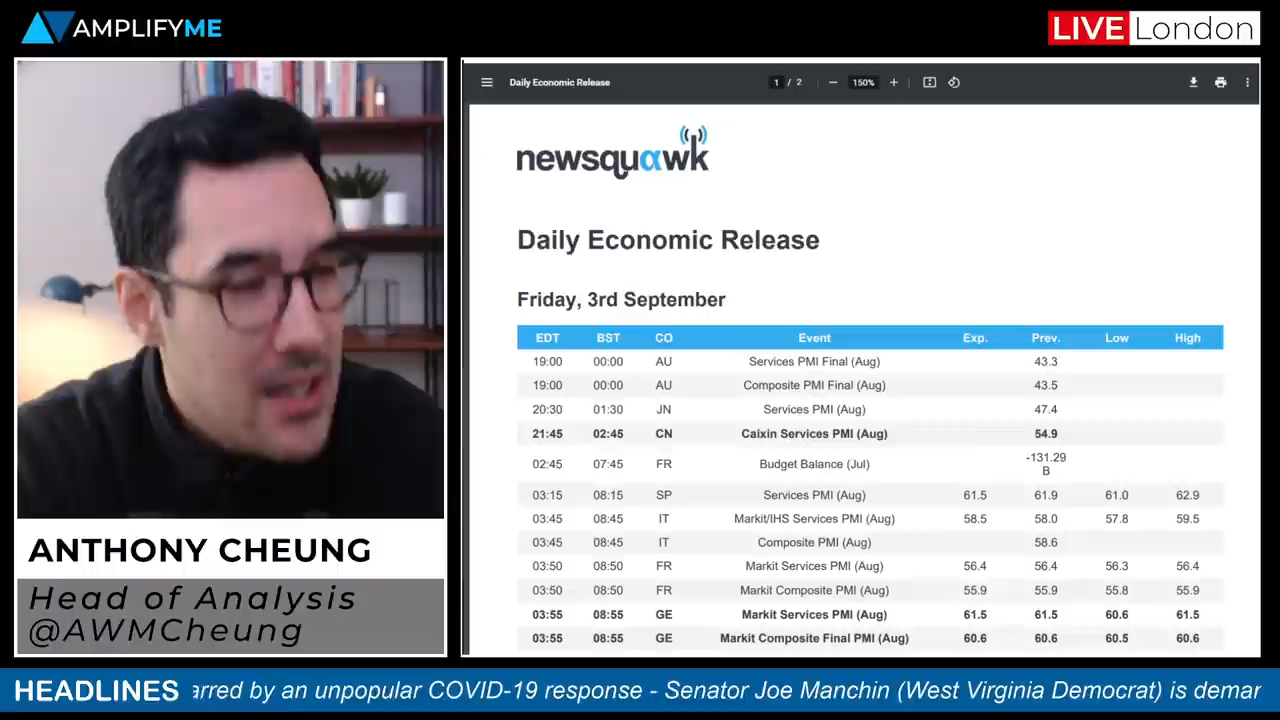 AMPLIFYME
LIVE London
Daily Economic Release
1 / 2
150%
newsquawk
Daily Economic Release
Friday, 3rd September
EDT BST CO Event Exp. Prev. Low High
19:00 00:00 AU Services PMI Final (Aug) 43.3
19:00 00:00 AU Composite PMI Final (Aug) 43.5
20:30 01:30 JN Services PMI (Aug) 47.4
21:45 02:45 CN Caixin Services PMI (Aug) 54.9
02:45 07:45 FR Budget Balance (Jul) -131.29
B
03:15 08:15 SP Services PMI (Aug) 61.5 61.9 61.0 62.9
03:45 08:45 IT Markit/IHS Services PMI (Aug) 58.5 58.0 57.8 59.5
03:45 08:45 IT Composite PMI (Aug) 58.6
03:50 08:50 FR Markit Services PMI (Aug) 56.4 56.4 56.3 56.4
03:50 08:50 FR Markit Composite PMI (Aug) 55.9 55.9 55.8 55.9
03:55 08:55 GE Markit Services PMI (Aug) 61.5 61.5 60.6 61.5
03:55 08:55 GE Markit Composite Final PMI (Aug) 60.6 60.6 60.5 60.6
ANTHONY CHEUNG
Head of Analysis
@AWMCheung
HEADLINES arred by an unpopular COVID-19 response - Senator Joe Manchin (West Virginia Democrat) is demar